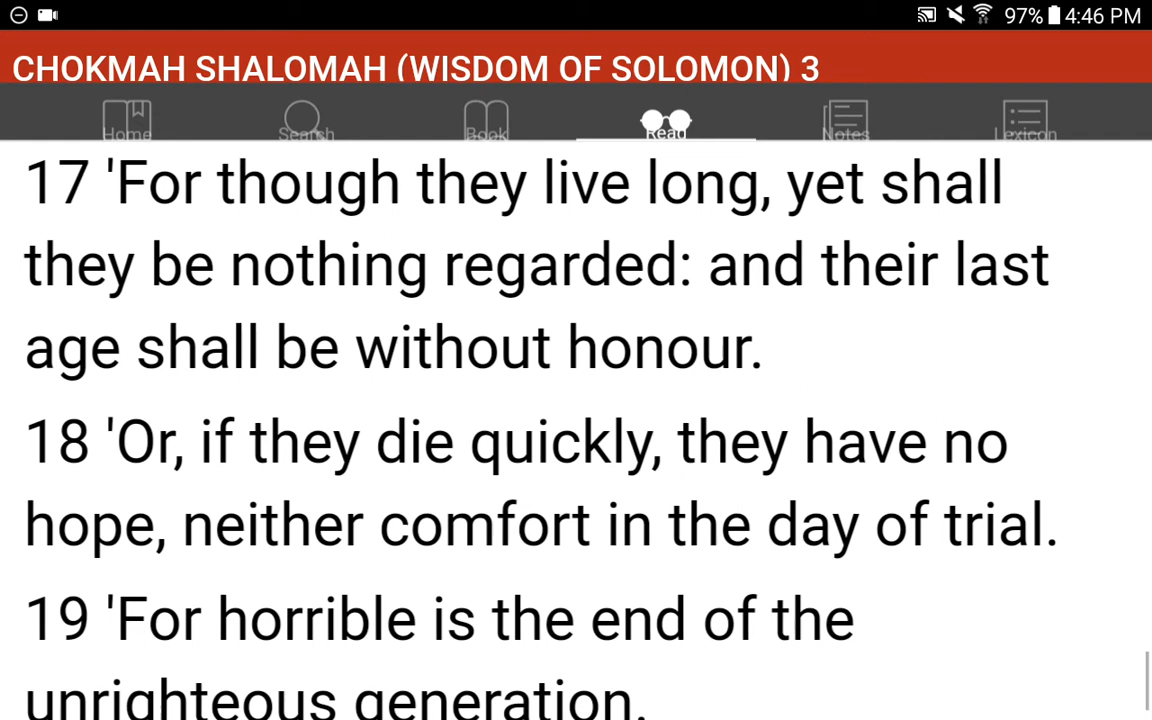 97% 4:46 PM
CHOKMAH SHALOMAH (WISDOM OF SOLOMON) 3
Home Search Book Read Notes Lexicon
17 'For though they live long, yet shall
they be nothing regarded: and their last
age shall be without honour.
18 'Or, if they die quickly, they have no
hope, neither comfort in the day of trial.
19 'For horrible is the end of the
unrighteous generation.